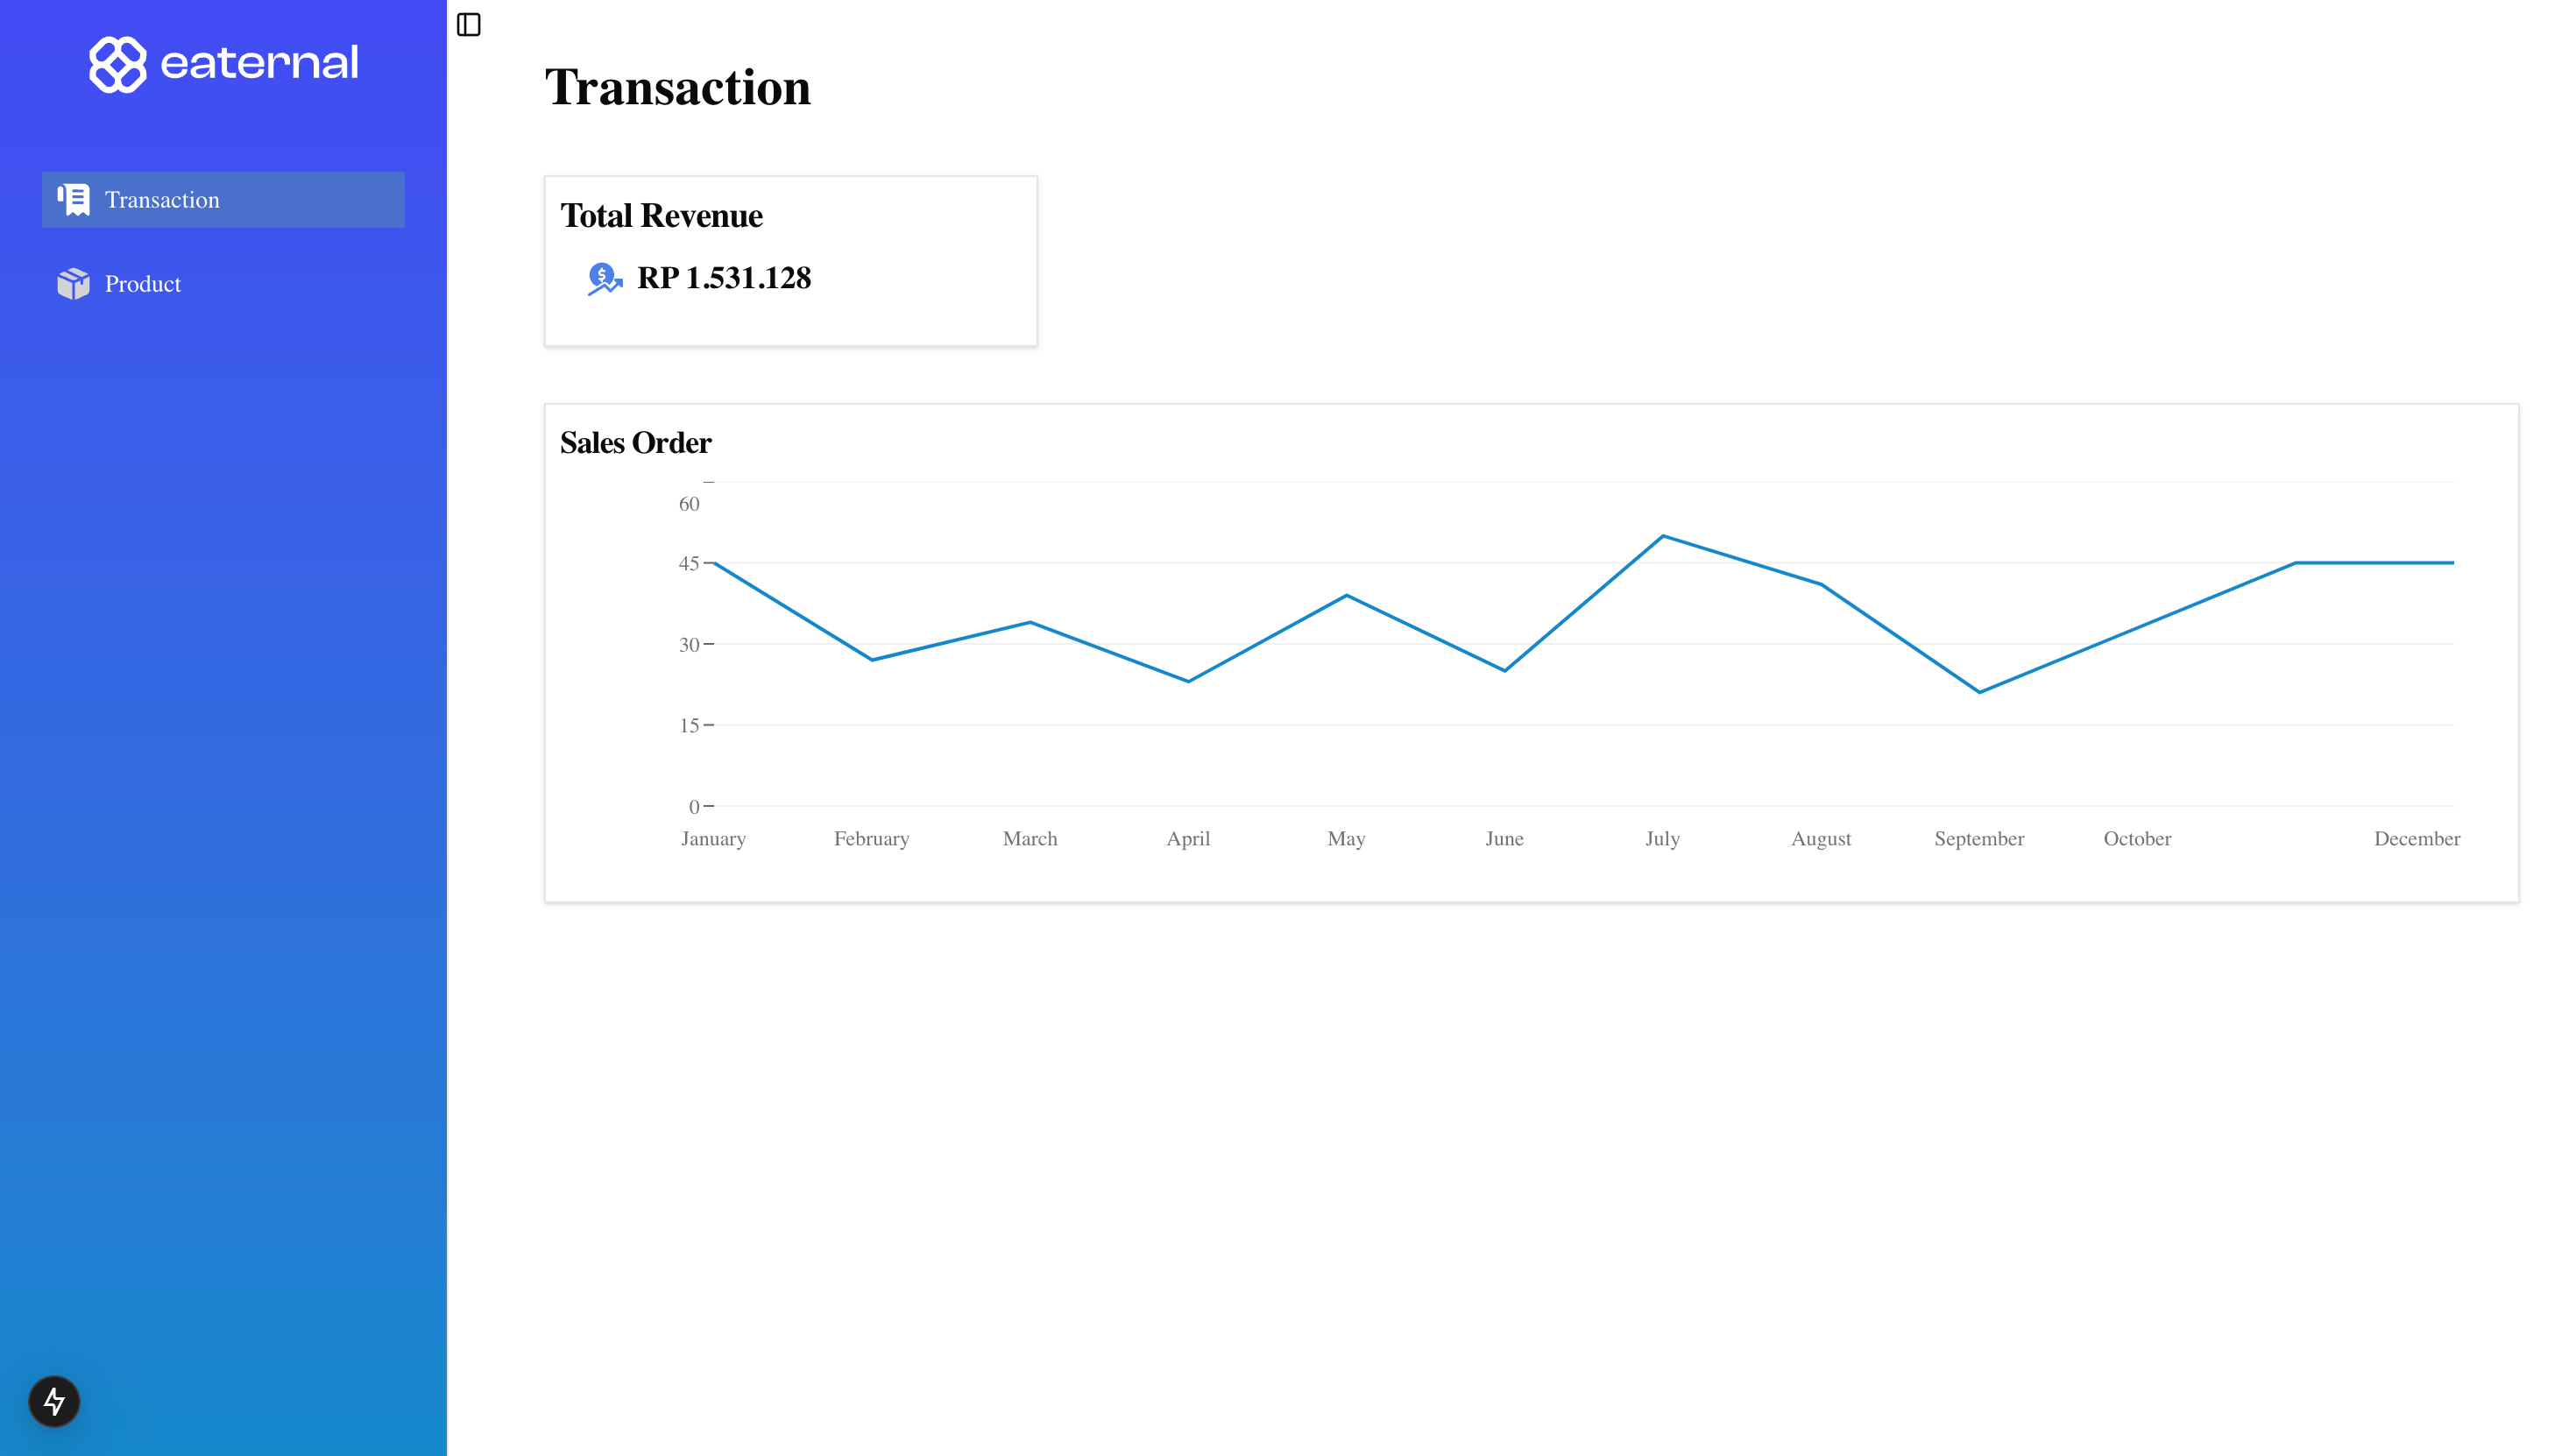 eaternal
Transaction
Product
Transaction
Total Revenue
RP 1.531.128
Sales Order
60
45
30
15
0
January February March April May June July August September October December